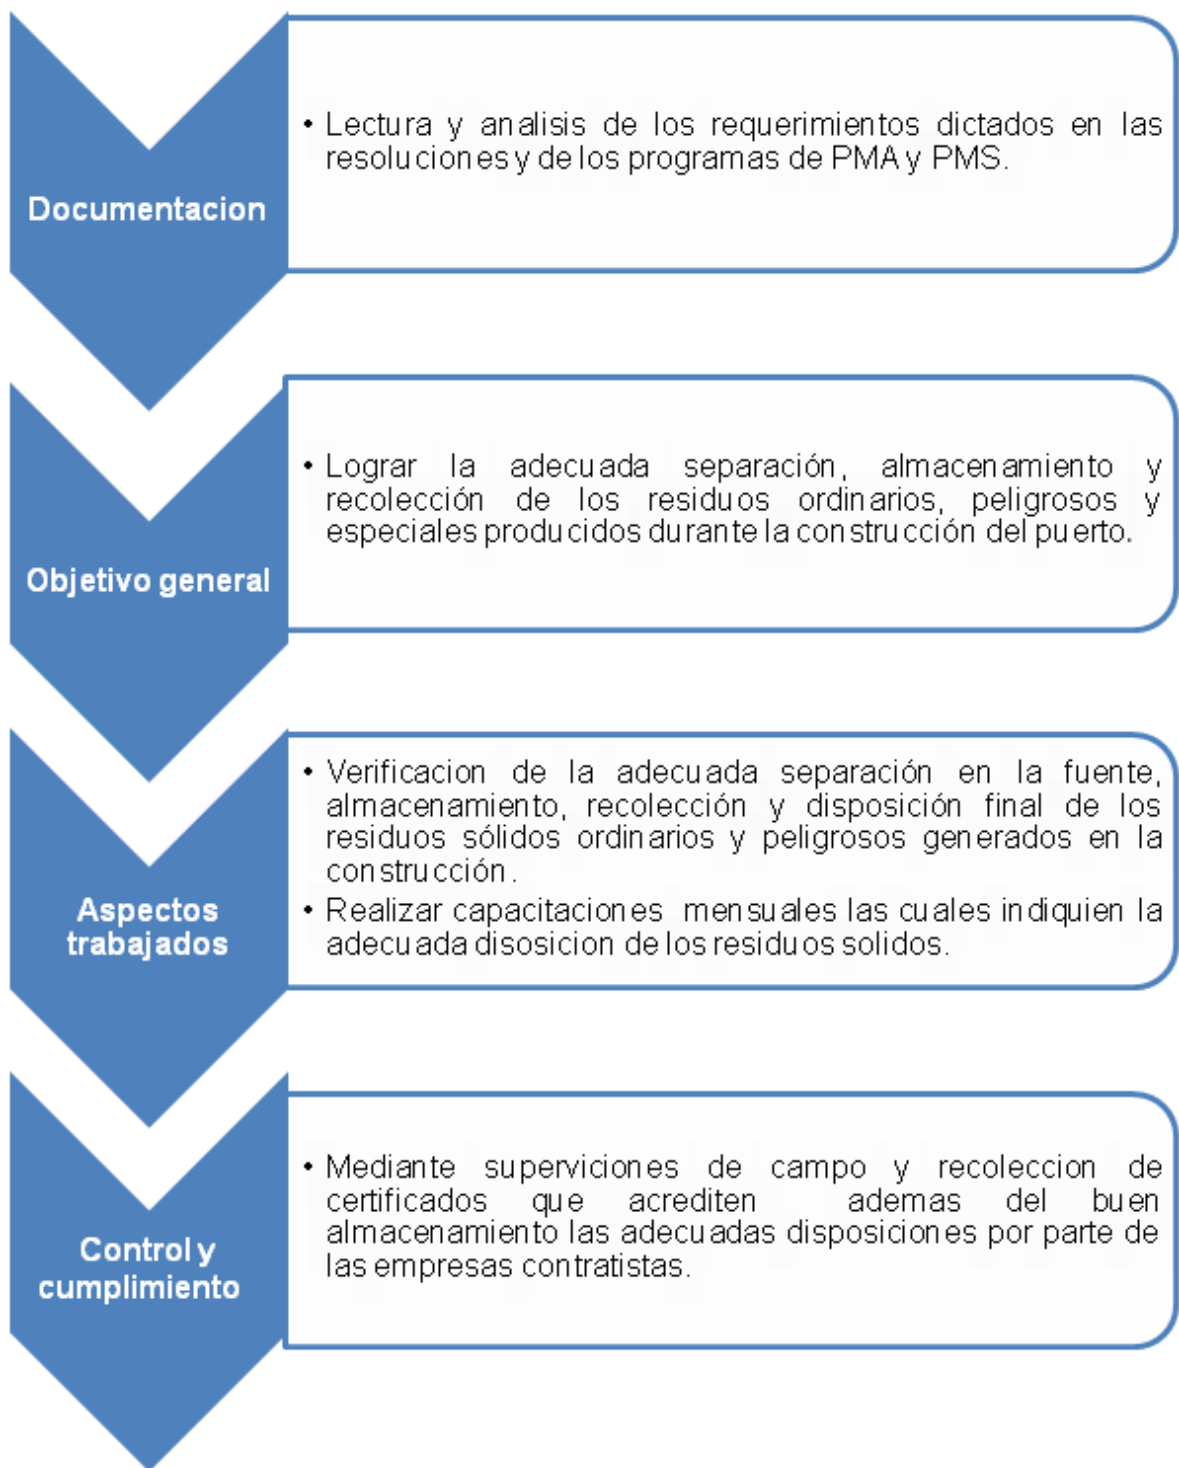 Documentacion
• Lectura y analisis de los requerimientos dictados en las
resoluciones y de los programas de PMA y PMS.
Objetivo general
• Lograr la adecuada separación, almacenamiento y
recolección de los residuos ordinarios, peligrosos y
especiales producidos durante la construcción del puerto.
Aspectos
trabajados
• Verificacion de la adecuada separación en la fuente,
almacenamiento, recolección y disposición final de los
residuos sólidos ordinarios y peligrosos generados en la
construcción.
• Realizar capacitaciones mensuales las cuales indiquien la
adecuada disosicion de los residuos solidos.
Control y
cumplimiento
• Mediante superviciones de campo y recoleccion de
certificados que acrediten ademas del buen
almacenamiento las adecuadas disposiciones por parte de
las empresas contratistas.